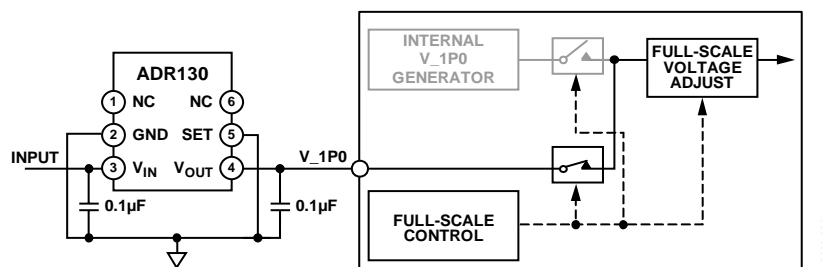 INTERNAL
V_1P0
GENERATOR
FULL-SCALE
VOLTAGE
ADJUST
ADR130
1 NC NC 6
2 GND SET 5
INPUT 3 VIN VOUT 4 V_1P0
0.1µF 0.1µF
FULL-SCALE
CONTROL